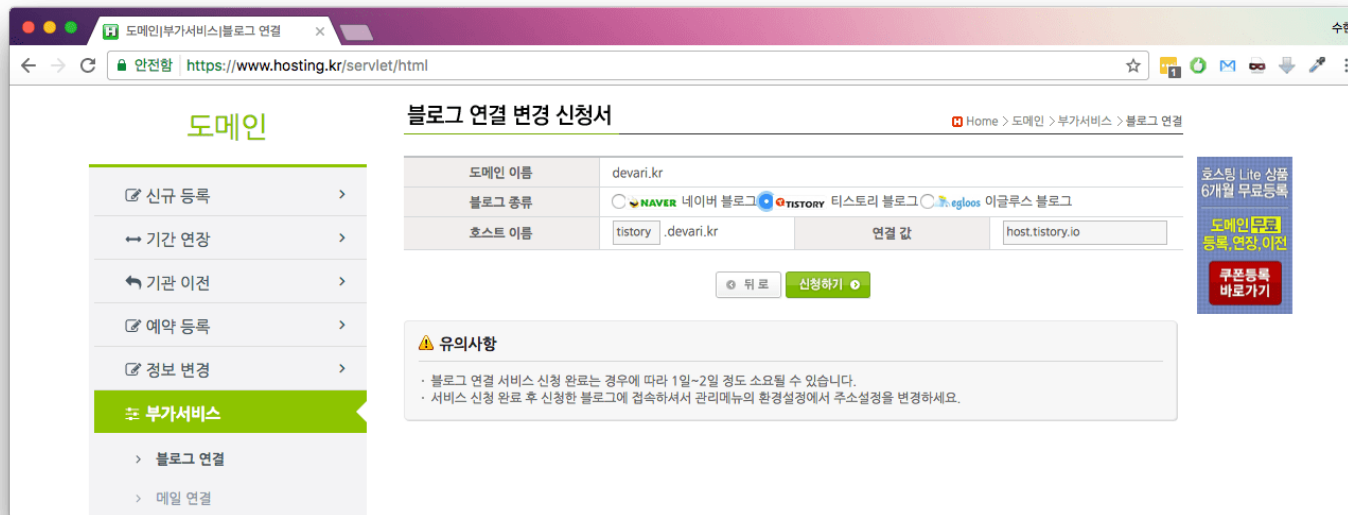 도메인|부가서비스|블로그 연결
수현
안전함 https://www.hosting.kr/servlet/html
1
도메인
신규 등록
기간 연장
기관 이전
예약 등록
정보 변경
부가서비스
블로그 연결
메일 연결
블로그 연결 변경 신청서
Home > 도메인 > 부가서비스 > 블로그 연결
도메인 이름 devari.kr
블로그 종류 NAVER 네이버 블로그 TISTORY 티스토리 블로그 egloos 이글루스 블로그
호스트 이름 tistory .devari.kr 연결 값 host.tistory.io
뒤 로 신청하기
유의사항
· 블로그 연결 서비스 신청 완료는 경우에 따라 1일~2일 정도 소요될 수 있습니다.
· 서비스 신청 완료 후 신청한 블로그에 접속하셔서 관리메뉴의 환경설정에서 주소설정을 변경하세요.
호스팅 Lite 상품
6개월 무료등록
도메인 무료
등록,연장,이전
쿠폰등록
바로가기